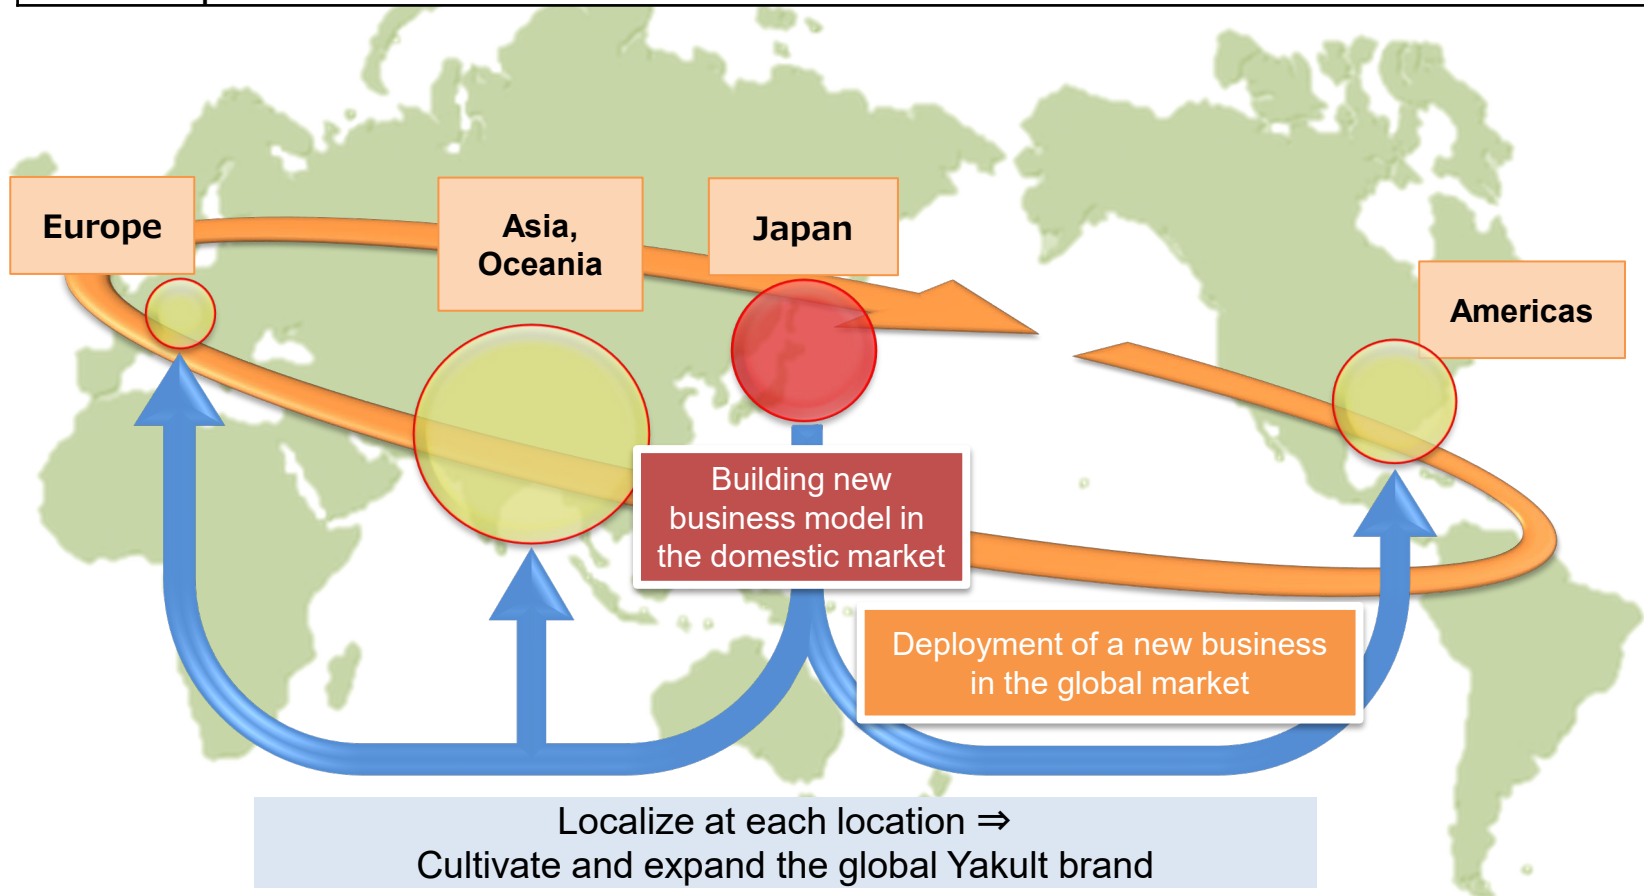 Europe
Asia,
Oceania
Japan
Americas
Building new
business model in
the domestic market
Deployment of a new business
in the global market
Localize at each location ⇒
Cultivate and expand the global Yakult brand